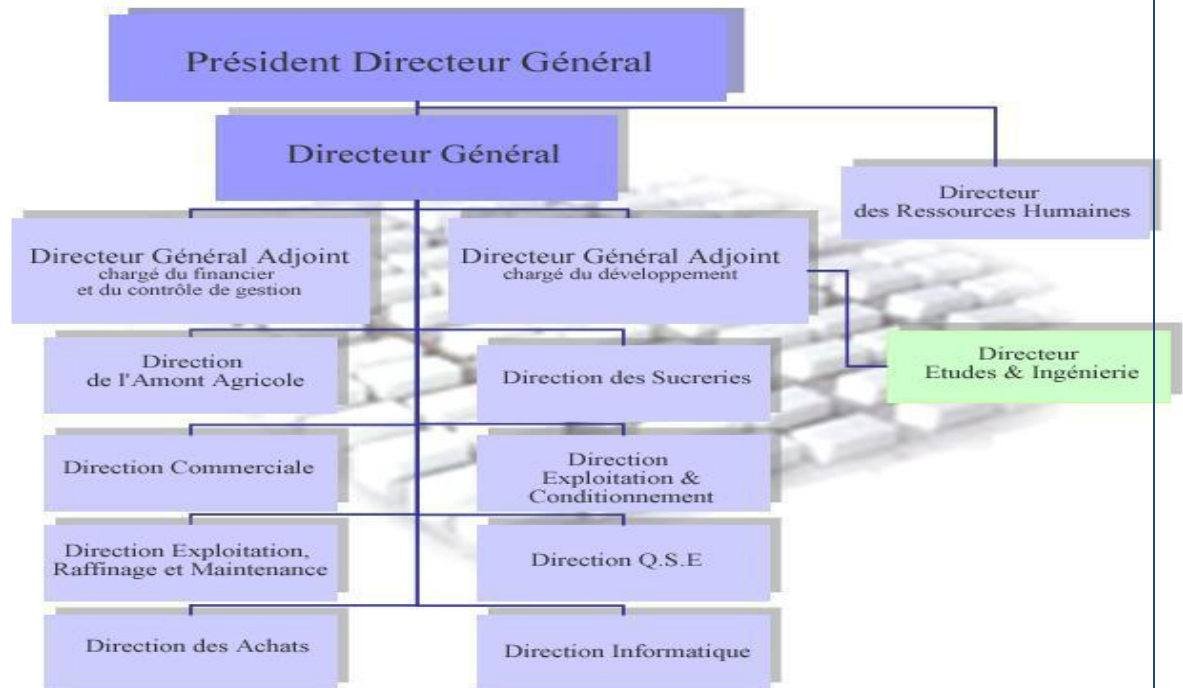 Président Directeur Général
Directeur Général
Directeur
des Ressources Humaines
Directeur Général Adjoint
chargé du financier
et du contrôle de gestion
Directeur Général Adjoint
chargé du développement
Directeur
Etudes & Ingénierie
Direction
de l'Amont Agricole
Direction des Sucreries
Direction Commerciale
Direction
Exploitation &
Conditionnement
Direction Exploitation,
Raffinage et Maintenance
Direction Q.S.E
Direction des Achats
Direction Informatique